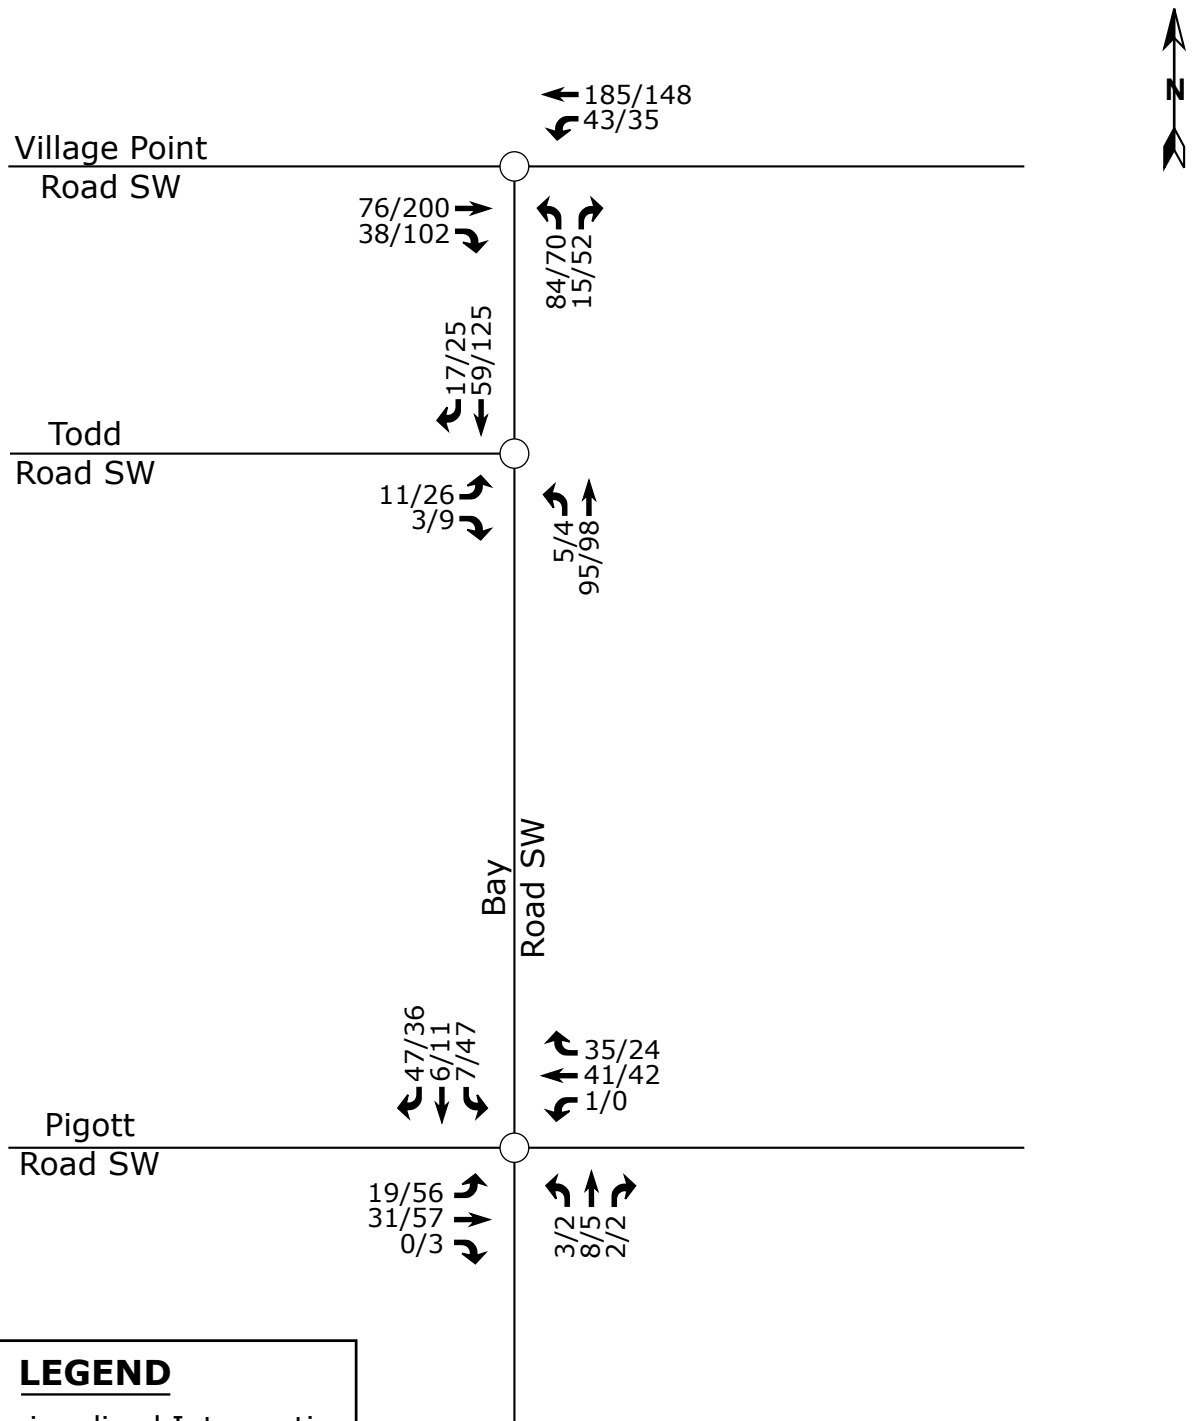 N
185/148
43/35
Village Point
Road SW
76/200
38/102
84/70
15/52
17/25
59/125
Todd
Road SW
11/26
3/9
5/4
95/98
Bay
Road SW
47/36
6/11
7/47
35/24
41/42
1/0
Pigott
Road SW
19/56
31/57
0/3
3/2
8/5
2/2
LEGEND